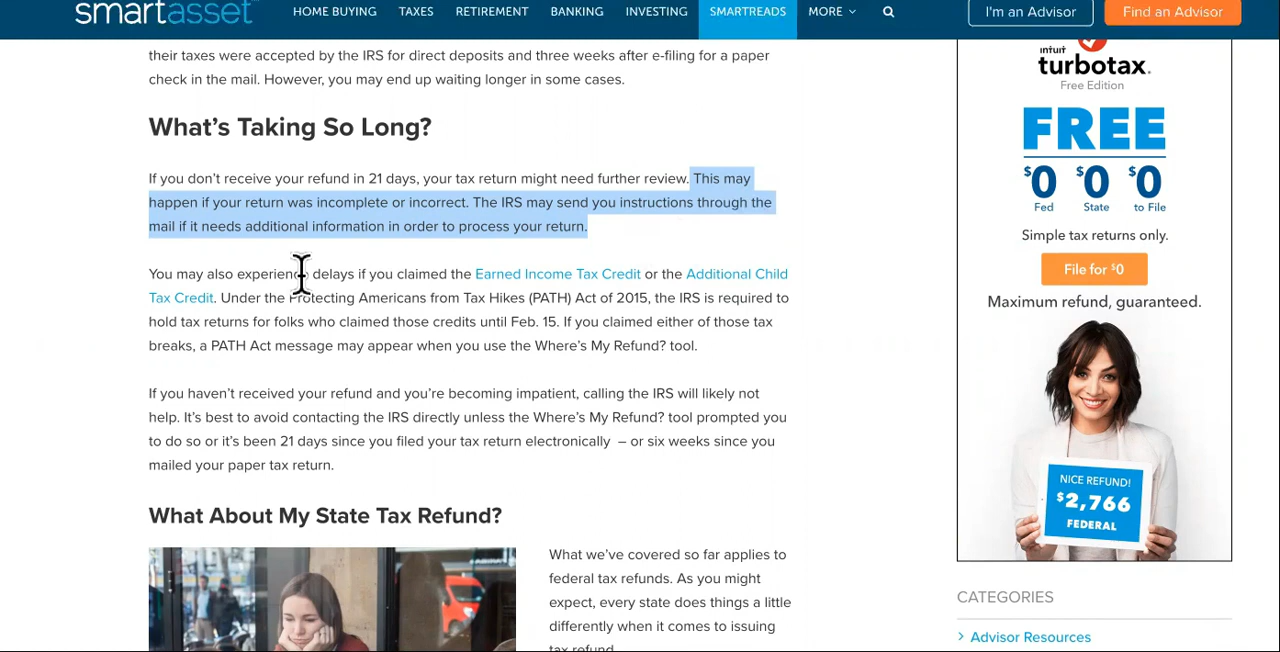 smartasset
HOME BUYING TAXES RETIREMENT BANKING INVESTING SMARTREADS MORE
I'm an Advisor
Find an Advisor
their taxes were accepted by the IRS for direct deposits and three weeks after e-filing for a paper
check in the mail. However, you may end up waiting longer in some cases.
What's Taking So Long?
If you don't receive your refund in 21 days, your tax return might need further review. This may
happen if your return was incomplete or incorrect. The IRS may send you instructions through the
mail if it needs additional information in order to process your return.
You may also experience delays if you claimed the Earned Income Tax Credit or the Additional Child
Tax Credit. Under the Protecting Americans from Tax Hikes (PATH) Act of 2015, the IRS is required to
hold tax returns for folks who claimed those credits until Feb. 15. If you claimed either of those tax
breaks, a PATH Act message may appear when you use the Where's My Refund? tool.
If you haven't received your refund and you're becoming impatient, calling the IRS will likely not
help. It's best to avoid contacting the IRS directly unless the Where's My Refund? tool prompted you
to do so or it's been 21 days since you filed your tax return electronically – or six weeks since you
mailed your paper tax return.
What About My State Tax Refund?
What we've covered so far applies to
federal tax refunds. As you might
expect, every state does things a little
differently when it comes to issuing
tax refund
intuit
turbotax.
Free Edition
FREE
$0 $0 $0
Fed State to File
Simple tax returns only.
File for $0
Maximum refund, guaranteed.
NICE REFUND!
$2,766
FEDERAL
CATEGORIES
> Advisor Resources